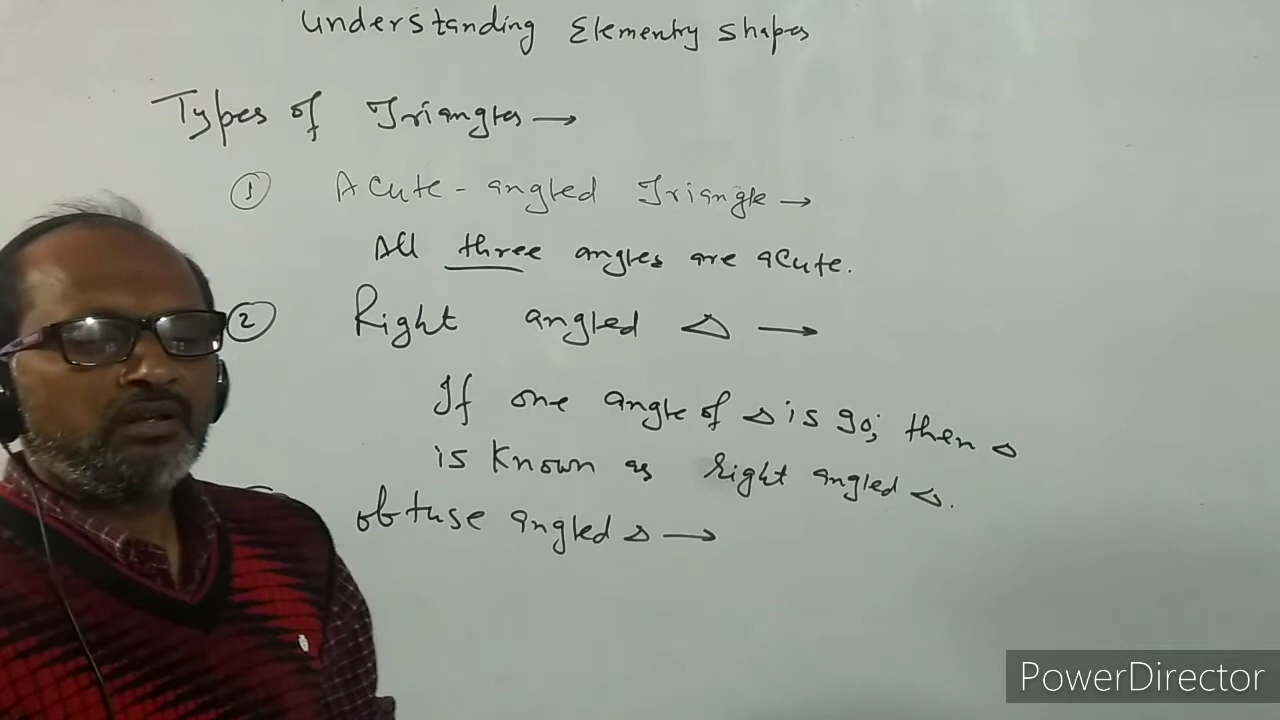 Understanding Elementry Shapes
Types of Triangles →
① Acute-angled Triangle →
All three angles are acute.
② Right angled △ →
If one angle of △ is 90°, then △
is known as right angled △.
obtuse angled △ →
PowerDirector